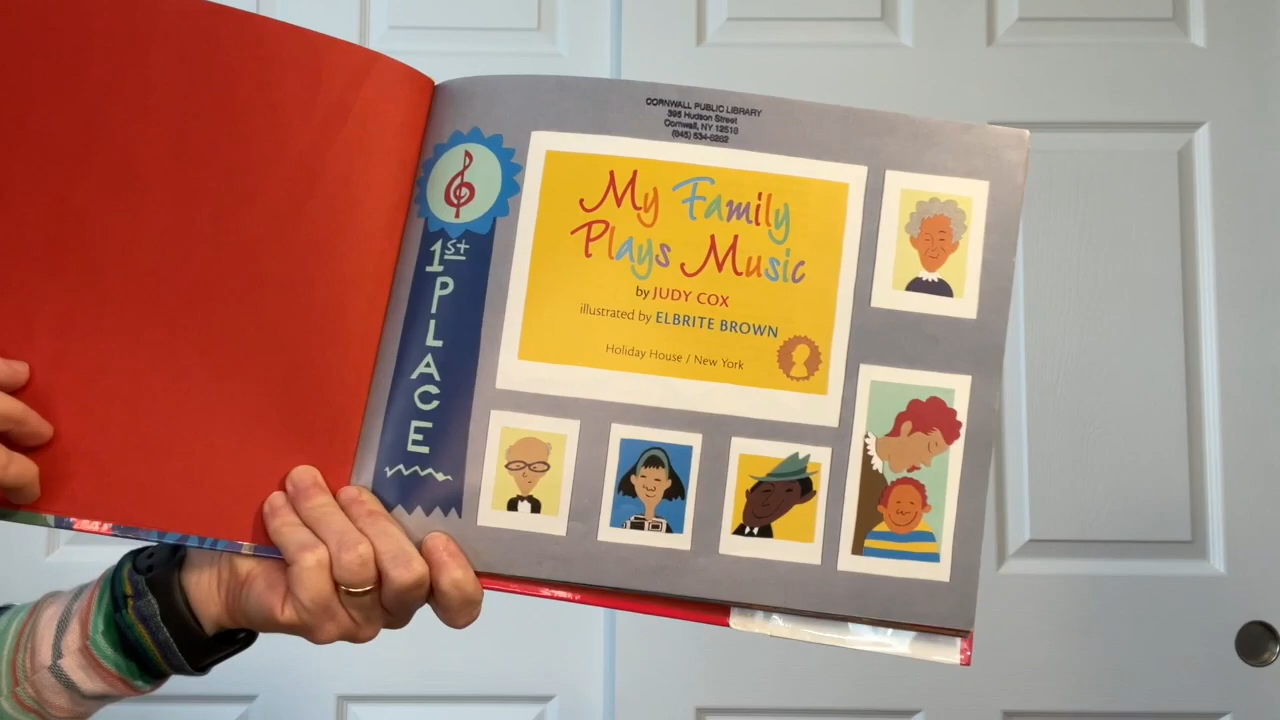 CORNWALL PUBLIC LIBRARY
395 Hudson Street
Cornwall, NY 12518
(845) 534-8282
1st
PLACE
My Family
Plays Music
by JUDY COX
illustrated by ELBRITE BROWN
Holiday House / New York